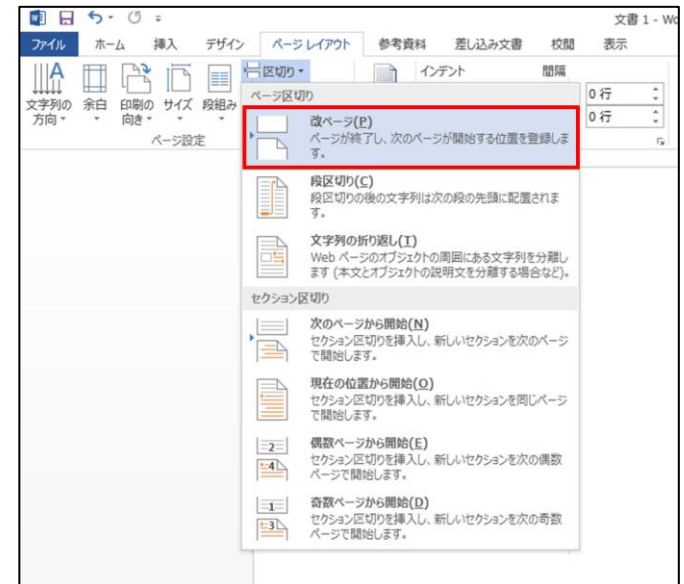 文書 1 - Wo
ファイル ホーム 挿入 デザイン ページ レイアウト 参考資料 差し込み文書 校閲 表示
文字列の方向 余白 印刷の向き サイズ 段組み 区切り インデント 間隔
0 行
0 行
ページ設定
ページ区切り
改ページ(P)
ページが終了し、次のページが開始する位置を登録しま
す。
段区切り(C)
段区切りの後の文字列は次の段の先頭に配置されま
す。
文字列の折り返し(T)
Web ページのオブジェクトの周囲にある文字列を分離し
ます (本文とオブジェクトの説明文を分離する場合など)。
セクション区切り
次のページから開始(N)
セクション区切りを挿入し、新しいセクションを次のページ
で開始します。
現在の位置から開始(O)
セクション区切りを挿入し、新しいセクションを同じページ
で開始します。
偶数ページから開始(E)
セクション区切りを挿入し、新しいセクションを次の偶数
ページで開始します。
奇数ページから開始(D)
セクション区切りを挿入し、新しいセクションを次の奇数
ページで開始します。